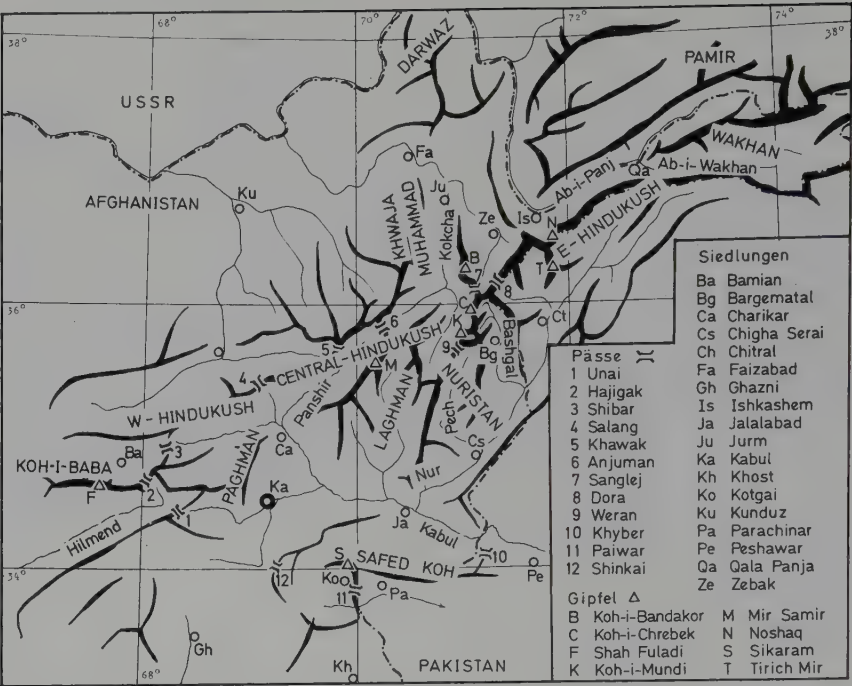 68°
70
72°
74°
38°
38°
USSR
DARWAZ
PAMIR
WAKHAN
Fa
Ab-i-Panj
Qa
Ab-i-Wakhan
AFGHANISTAN
Ku
Ju
KHWAJA
MUHAMMAD
Kokcha
Ze
Is
N
E-HINDUKUSH
T
B
7
8
36°
C
K
Ct
6
5
9
Bg
Bashgal
CENTRAL-HINDUKUSH
M
4
W-HINDUKUSH
Panshir
LAGHMAN
NURISTAN
Pech
Cs
Ca
3
Ba
KOH-I-BABA
PAGHMAN
Nur
F
2
Ka
1
Ja
Kabul
Hilmend
10
Pe
34°
S
SAFED KOH
12
Ko
11
Pa
Gh
68°
Kh
PAKISTAN
Siedlungen
Ba Bamian
Bg Bargematal
Ca Charikar
Cs Chigha Serai
Ch Chitral
Fa Faizabad
Gh Ghazni
Is Ishkashem
Ja Jalalabad
Ju Jurm
Ka Kabul
Kh Khost
Ko Kotgai
Ku Kunduz
Pa Parachinar
Pe Peshawar
Qa Qala Panja
Ze Zebak
Pässe
1 Unai
2 Hajigak
3 Shibar
4 Salang
5 Khawak
6 Anjuman
7 Sanglej
8 Dora
9 Weran
10 Khyber
11 Paiwar
12 Shinkai
Gipfel △
B Koh-i-Bandakor
C Koh-i-Chrebek
F Shah Fuladi
K Koh-i-Mundi
M Mir Samir
N Noshaq
S Sikaram
T Tirich Mir